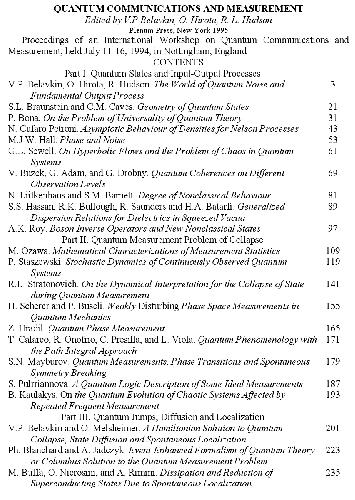 QUANTUM COMMUNICATIONS AND MEASUREMENT
Edited by V.P Belavkin, O. Hirota, R. L. Hudson
Plenum Press, New York 1995
Proceedings of an International Workshop on Quantum Communications and
Measurement, held July 11-16, 1994, in Nottingham, England
CONTENTS
Part I. Quantum States and Input-Output Processes
V.P. Belavkin, O. Hirota, R. Hudson. The World of Quantum Noise and 3
Fundamental Output Process
S.L. Braunstein and C.M. Caves. Geometry of Quantum States 21
P. Bona. On the Problem of Universality of Quantum Theory 31
N. Cufaro Petroni. Asymptotic Behaviour of Densities for Nelson Processes 43
M.J.W. Hall. Phase and Noise 53
G.L. Sewell. On Hyperbolic Flows and the Problem of Chaos in Quantum 61
Systems
V. Buzek, G. Adam, and G. Drobny. Quantum Coherences on Different 69
Observation Levels
N. Lütkenhaus and S.M. Barnett. Degree of Nonclassical Behaviour 81
S.S. Hassan, R.K. Bullough, R. Saunders and H.A. Batarfi. Generalized 89
Dispersion Relations for Dielectrics in Squeezed Vacua
A.K. Roy. Boson Inverse Operators and New Nonclassical States 97
Part II. Quantum Measurement Problem of Collapse
M. Ozawa. Mathematical Characterizations of Measurement Statistics 109
P. Staszewski. Stochastic Dynamics of Continuously Observed Quantum 119
Systems
R.L. Stratonovich. On the Dynamical Interpretation for the Collapse of State 141
during Quantum Measurement
H. Scherer and P. Busch. Weakly Disturbing Phase Space Measurements in 155
Quantum Mechanics
Z. Hradil. Quantum Phase Measurement 165
T. Calarco, R. Onofrio, C. Presilla, and L. Viola. Quantum Phenomenology with 171
the Path Integral Approach
S.N. Mayburov. Quantum Measurements, Phase Transitions and Spontaneous 179
Symmetry Breaking
S. Pulmannova. A Quantum Logic Description of Some Ideal Measurements 187
B. Kaulakys. On the Quantum Evolution of Chaotic Systems Affected by 193
Repeated Frequent Measurement
Part III. Quantum Jumps, Diffusion and Localization
V.P. Belavkin and O. Melsheimer. A Hamiltonian Solution to Quantum 201
Collapse, State Diffusion and Spontaneous Localization
Ph. Blanchard and A. Jadczyk. Event-Enhanced Formalism of Quantum Theory 223
or Columbus Solution to the Quantum Measurement Problem
M. Buffa, O. Nicrosini, and A. Rimini. Dissipation and Reduction of 235
Superconducting States Due to Spontaneous Localization